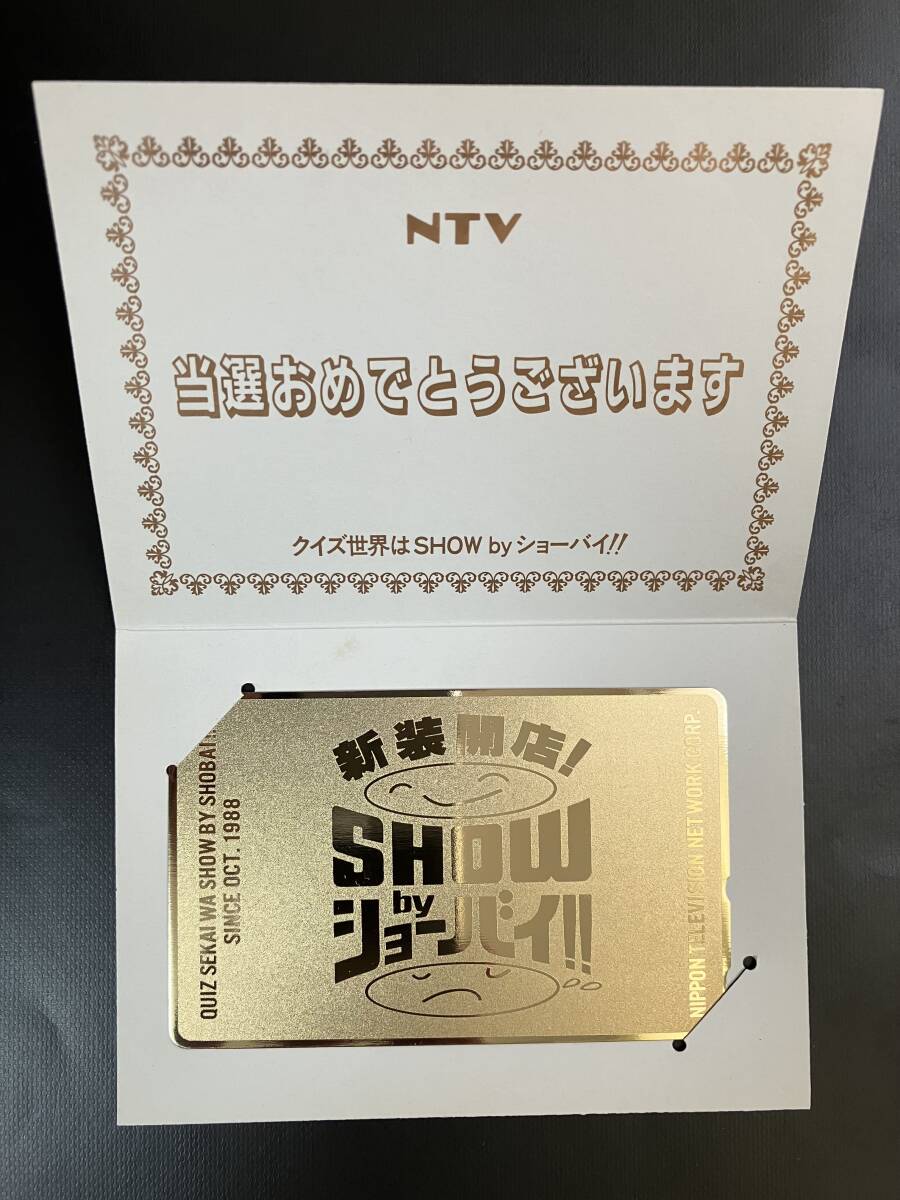 NTV
当選おめでとうございます
クイズ世界はSHOW byショーバイ!!
新装開店!
SHOW
by
ショーバイ!!
QUIZ SEKAI WA SHOW BY SHOBAI!!
SINCE OCT. 1988
NIPPON TELEVISION NETWORK CORP.